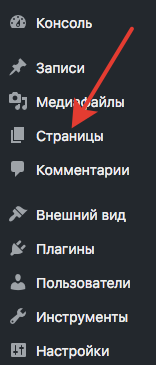 Консоль
Записи
Медиафайлы
Страницы
Комментарии
Внешний вид
Плагины
Пользователи
Инструменты
Настройки